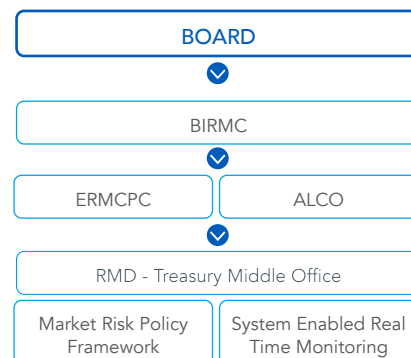 BOARD
BIRMC
ERMCPC
ALCO
RMD - Treasury Middle Office
Market Risk Policy
Framework
System Enabled Real
Time Monitoring